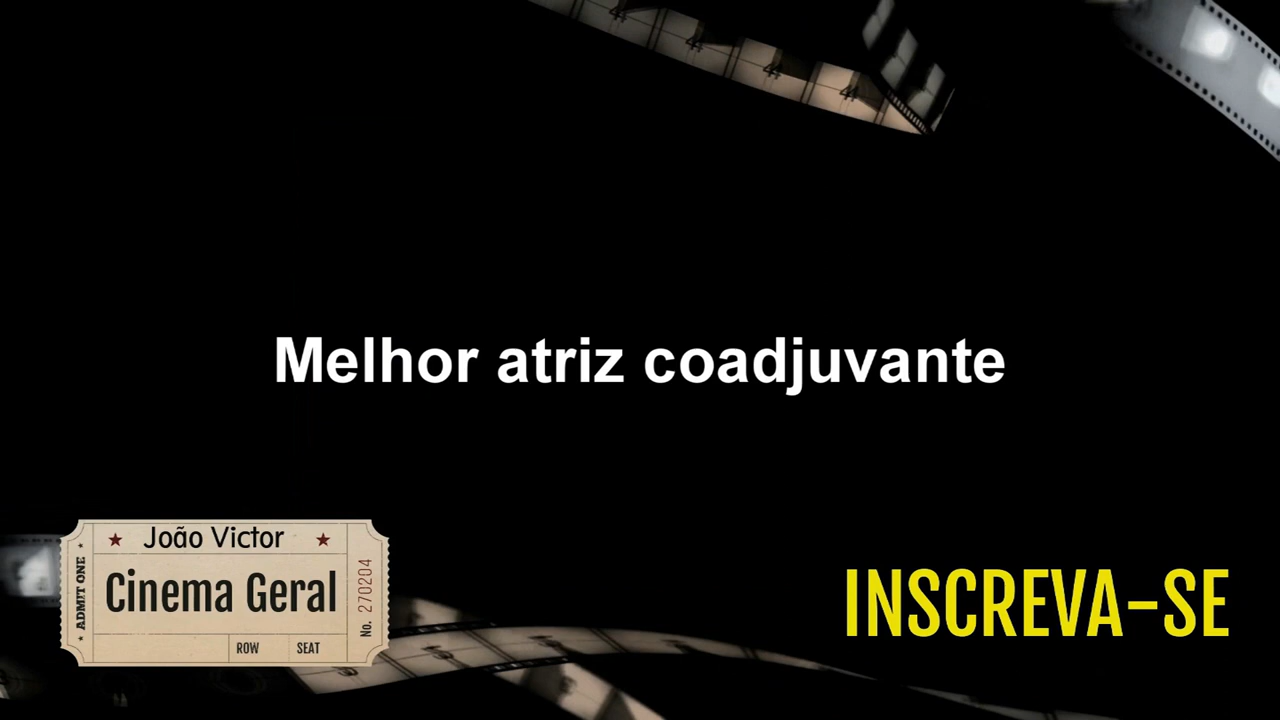 Melhor atriz coadjuvante
João Victor
Cinema Geral
ADMIT ONE
No. 270204
ROW
SEAT
INSCREVA-SE